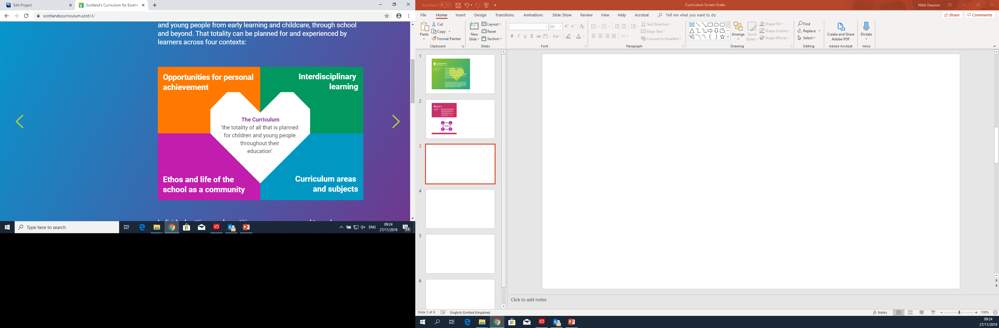 Edit Project
Scotland's Curriculum for Excelle
scotlandscurriculum.scot/4/
and young people from early learning and childcare, through school
and beyond. That totality can be planned for and experienced by
learners across four contexts:
Opportunities for personal
achievement
Interdisciplinary
learning
The Curriculum
‘the totality of all that is planned
for children and young people
throughout their
education’
Ethos and life of the
school as a community
Curriculum areas
and subjects
Type here to search
ENG
09:24
27/11/2019
24
AutoSave Off
Curriculum Screen Grabs
Nikki Dawson
File Home Insert Design Transitions Animations Slide Show Review View Help Acrobat Tell me what you want to do
Share Comments
Paste
Cut
Copy
Format Painter
Clipboard
New
Slide
Layout
Reset
Section
Slides
28+
B I U S ab AV Aa A
Font
Text Direction
Align Text
Convert to SmartArt
Paragraph
Arrange
Quick
Styles
Shape Fill
Shape Outline
Shape Effects
Drawing
Find
Replace
Select
Editing
Create and Share
Adobe PDF
Adobe Acrobat
Dictate
Voice
1
2
3
4
5
6
Click to add notes
Slide 3 of 6
English (United Kingdom)
Notes
108%
09:24
27/11/2019